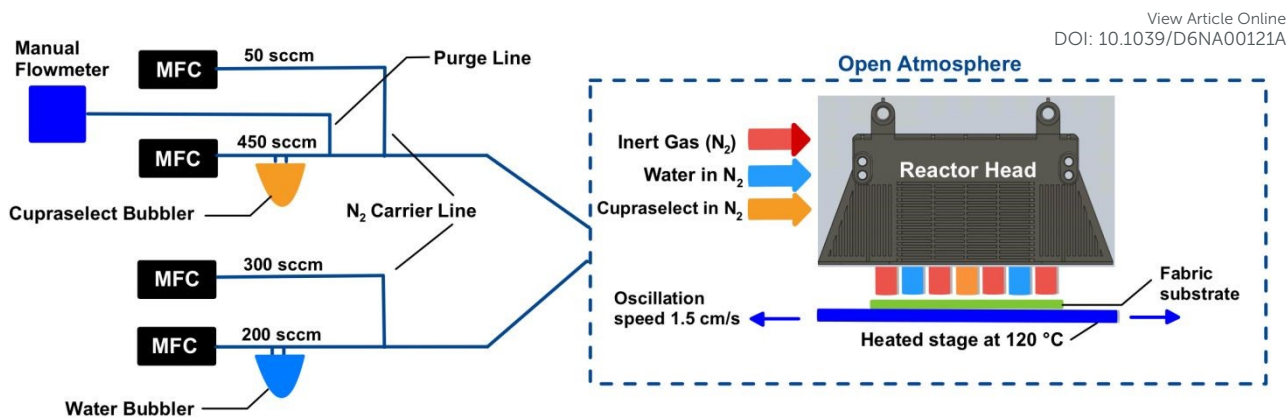 View Article Online
DOI: 10.1039/D6NA00121A
Manual
Flowmeter
MFC
50 sccm
Purge Line
MFC
450 sccm
Cupraselect Bubbler
N₂ Carrier Line
MFC
300 sccm
MFC
200 sccm
Water Bubbler
Open Atmosphere
Inert Gas (N₂)
Water in N₂
Cupraselect in N₂
Reactor Head
Oscillation
speed 1.5 cm/s
Fabric
substrate
Heated stage at 120 °C